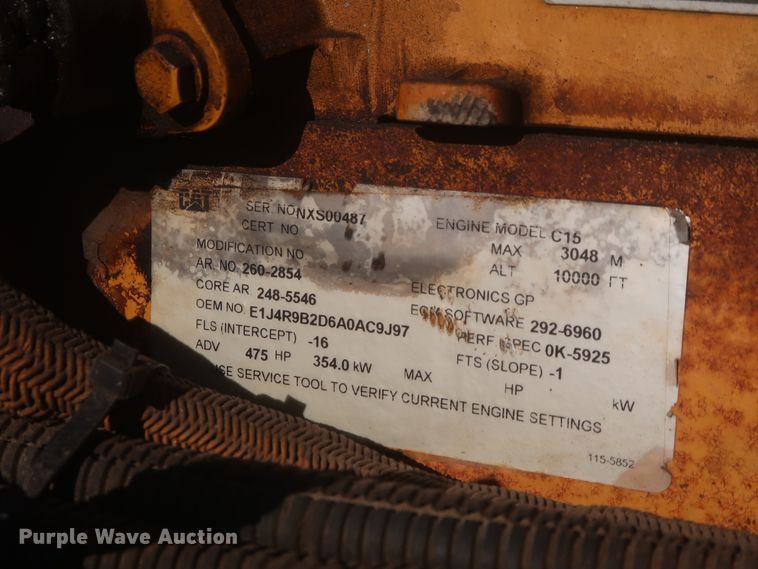 SER. NO NXS00487 ENGINE MODEL C15
CERT NO MAX 3048 M
MODIFICATION NO ALT 10000 FT
AR. NO. 260-2854 ELECTRONICS GP
CORE AR 248-5546 ECM SOFTWARE 292-6960
OEM NO. E1J4R9B2D6A0AC9J97 PERF SPEC 0K-5925
FLS (INTERCEPT) -16 FTS (SLOPE) -1
ADV 475 HP 354.0 kW MAX HP kW
USE SERVICE TOOL TO VERIFY CURRENT ENGINE SETTINGS
115-5852
Purple Wave Auction